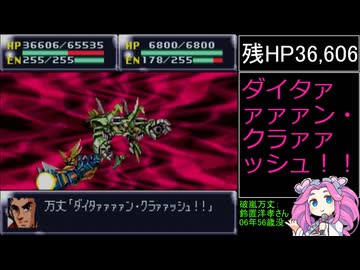 HP 36606/65535
EN 255/255
HP 6800/6800
EN 178/255
残HP36,606
ダイタァ
ァァァン・
クラァァ
ッシュ！！
万丈「ダイタァァァァン・クラァァッシュ!!」
破嵐万丈：
鈴置洋孝さん
06年56歳没